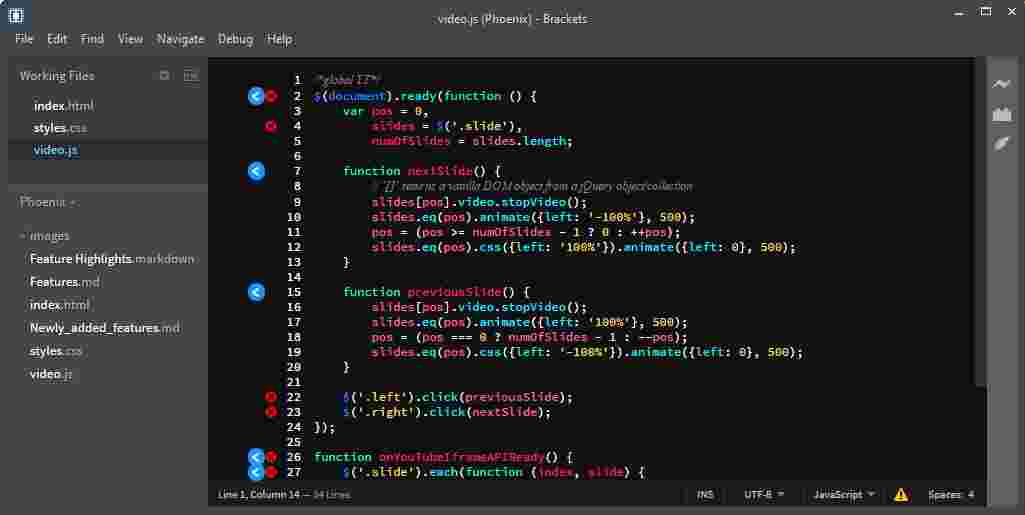 video.js (Phoenix) - Brackets
File Edit Find View Navigate Debug Help
Working Files
index.html
styles.css
video.js
Phoenix
images
Feature Highlights.markdown
Features.md
index.html
Newly_added_features.md
styles.css
video.js
1 /*global YT*/
2 $(document).ready(function () {
3 var pos = 0,
4 slides = $('.slide'),
5 numOfSlides = slides.length;
6
7 function nextSlide() {
8 // `[]` returns a vanilla DOM object from a jQuery object/collection
9 slides[pos].video.stopVideo();
10 slides.eq(pos).animate({left: '-100%'}, 500);
11 pos = (pos >= numOfSlides - 1 ? 0 : ++pos);
12 slides.eq(pos).css({left: '100%'}).animate({left: 0}, 500);
13 }
14
15 function previousSlide() {
16 slides[pos].video.stopVideo();
17 slides.eq(pos).animate({left: '100%'}, 500);
18 pos = (pos === 0 ? numOfSlides - 1 : --pos);
19 slides.eq(pos).css({left: '-100%'}).animate({left: 0}, 500);
20 }
21
22 $('.left').click(previousSlide);
23 $('.right').click(nextSlide);
24 });
25
26 function onYouTubeIframeAPIReady() {
27 $('.slide').each(function (index, slide) {
Line 1, Column 14 — 34 Lines
INS UTF-8 JavaScript Spaces: 4